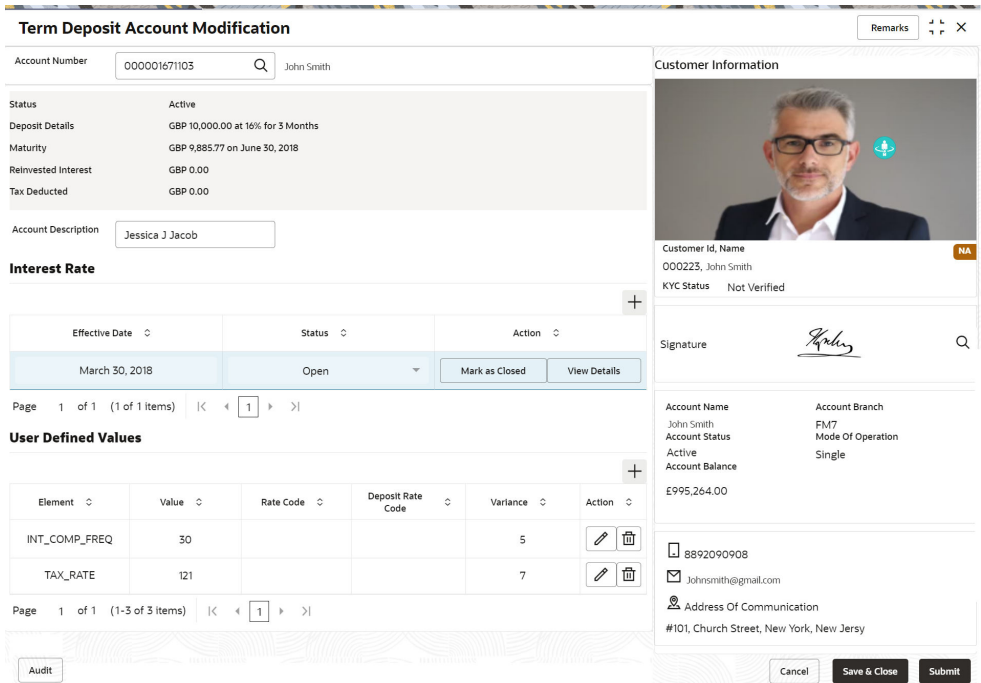 Term Deposit Account Modification
Remarks
Account Number
000001671103
John Smith
Status Active
Deposit Details GBP 10,000.00 at 16% for 3 Months
Maturity GBP 9,885.77 on June 30, 2018
Reinvested Interest GBP 0.00
Tax Deducted GBP 0.00
Account Description
Jessica J Jacob
Interest Rate
Effective Date Status Action
March 30, 2018 Open Mark as Closed View Details
Page 1 of 1 (1 of 1 items) 1
User Defined Values
Element Value Rate Code Deposit Rate Code Variance Action
INT_COMP_FREQ 30 5
TAX_RATE 121 7
Page 1 of 1 (1-3 of 3 items) 1
Audit
Customer Information
Customer Id, Name
NA
000223, John Smith
KYC Status Not Verified
Signature
Account Name Account Branch
John Smith FM7
Account Status Mode Of Operation
Active Single
Account Balance
£995,264.00
8892090908
Johnsmith@gmail.com
Address Of Communication
#101, Church Street, New York, New Jersy
Cancel Save & Close Submit